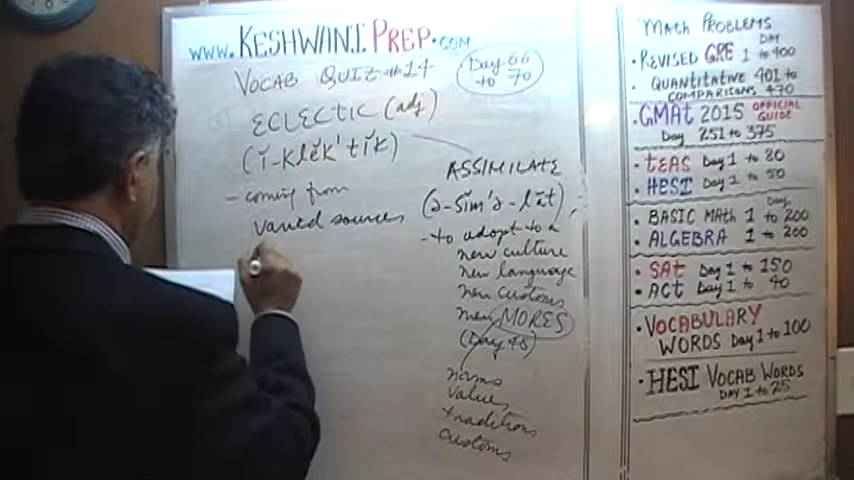 www.KESHWANIPREP.com
VOCAB QUIZ #14
Day 66
to 70
ECLECTIC (adj)
(ĭ-klĕk'tĭk)
- coming from
varied sources
ASSIMILATE
(ə-sĭm'ə-lāt)
- to adopt to a
new culture
new language
new customs
new MORES
(Day 48)
norms
values
traditions
customs
MATH PROBLEMS
DAY
• REVISED GRE 1 to 400
• QUANTITATIVE 401 to
COMPARISONS 470
• GMAT 2015 OFFICIAL GUIDE
Day 251 to 375
• TEAS Day 1 to 80
• HESI Day 1 to 50
Day
• BASIC MATH 1 to 200
• ALGEBRA 1 to 200
• SAT Day 1 to 150
• ACT Day 1 to 40
• VOCABULARY
WORDS Day 1 to 100
• HESI VOCAB WORDS
DAY 1 to 25